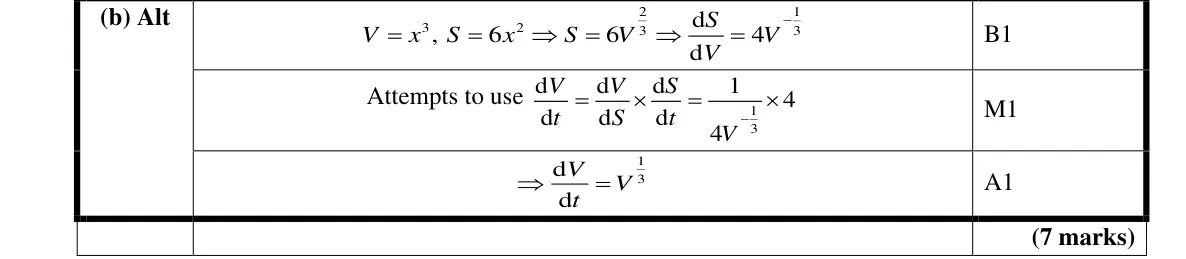 (b) Alt
V = x³, S = 6x² ⇒ S = 6V^(2/3) ⇒ dS/dV = 4V^(-1/3) B1
Attempts to use dV/dt = dV/dS × dS/dt = 1/(4V^(-1/3)) × 4 M1
⇒ dV/dt = V^(1/3) A1
(7 marks)